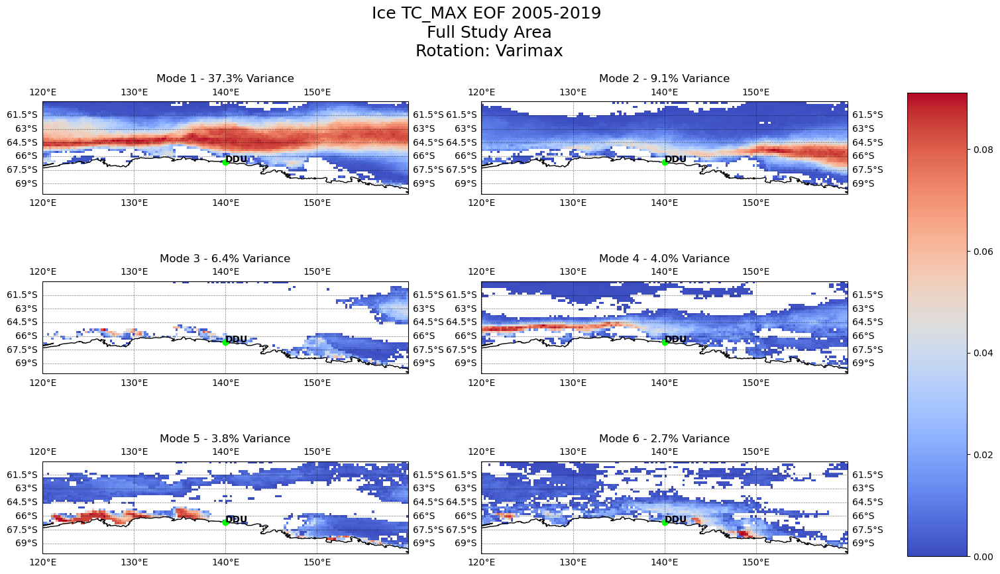 Ice TC_MAX EOF 2005-2019
Full Study Area
Rotation: Varimax
Mode 1 - 37.3% Variance
120°E 130°E 140°E 150°E
61.5°S 61.5°S
63°S 63°S
64.5°S 64.5°S
66°S 66°S
67.5°S 67.5°S
69°S 69°S
DDU
120°E 130°E 140°E 150°E
Mode 2 - 9.1% Variance
120°E 130°E 140°E 150°E
61.5°S 61.5°S
63°S 63°S
64.5°S 64.5°S
66°S 66°S
67.5°S 67.5°S
69°S 69°S
DDU
120°E 130°E 140°E 150°E
Mode 3 - 6.4% Variance
120°E 130°E 140°E 150°E
61.5°S 61.5°S
63°S 63°S
64.5°S 64.5°S
66°S 66°S
67.5°S 67.5°S
69°S 69°S
DDU
120°E 130°E 140°E 150°E
Mode 4 - 4.0% Variance
120°E 130°E 140°E 150°E
61.5°S 61.5°S
63°S 63°S
64.5°S 64.5°S
66°S 66°S
67.5°S 67.5°S
69°S 69°S
DDU
120°E 130°E 140°E 150°E
Mode 5 - 3.8% Variance
120°E 130°E 140°E 150°E
61.5°S 61.5°S
63°S 63°S
64.5°S 64.5°S
66°S 66°S
67.5°S 67.5°S
69°S 69°S
DDU
120°E 130°E 140°E 150°E
Mode 6 - 2.7% Variance
120°E 130°E 140°E 150°E
61.5°S 61.5°S
63°S 63°S
64.5°S 64.5°S
66°S 66°S
67.5°S 67.5°S
69°S 69°S
DDU
120°E 130°E 140°E 150°E
0.08
0.06
0.04
0.02
0.00